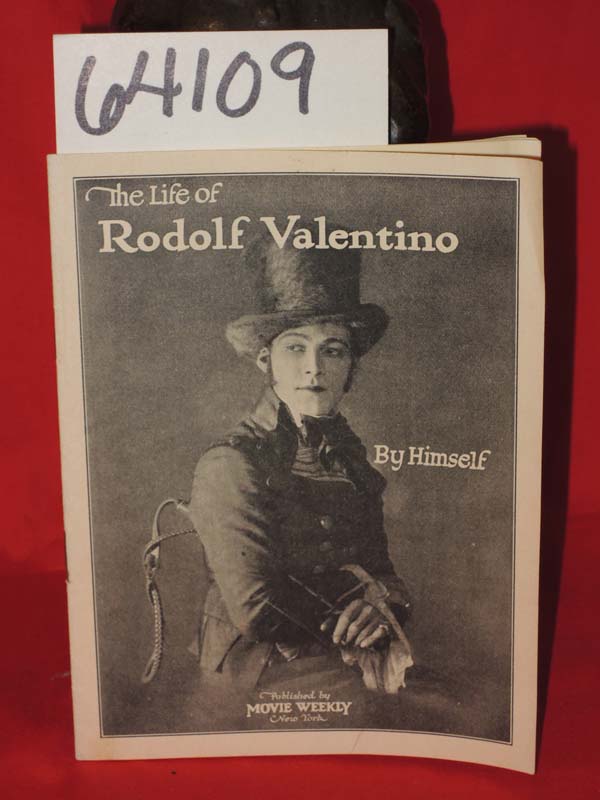 64109
The Life of
Rodolf Valentino
By Himself
Published by
MOVIE WEEKLY
New York